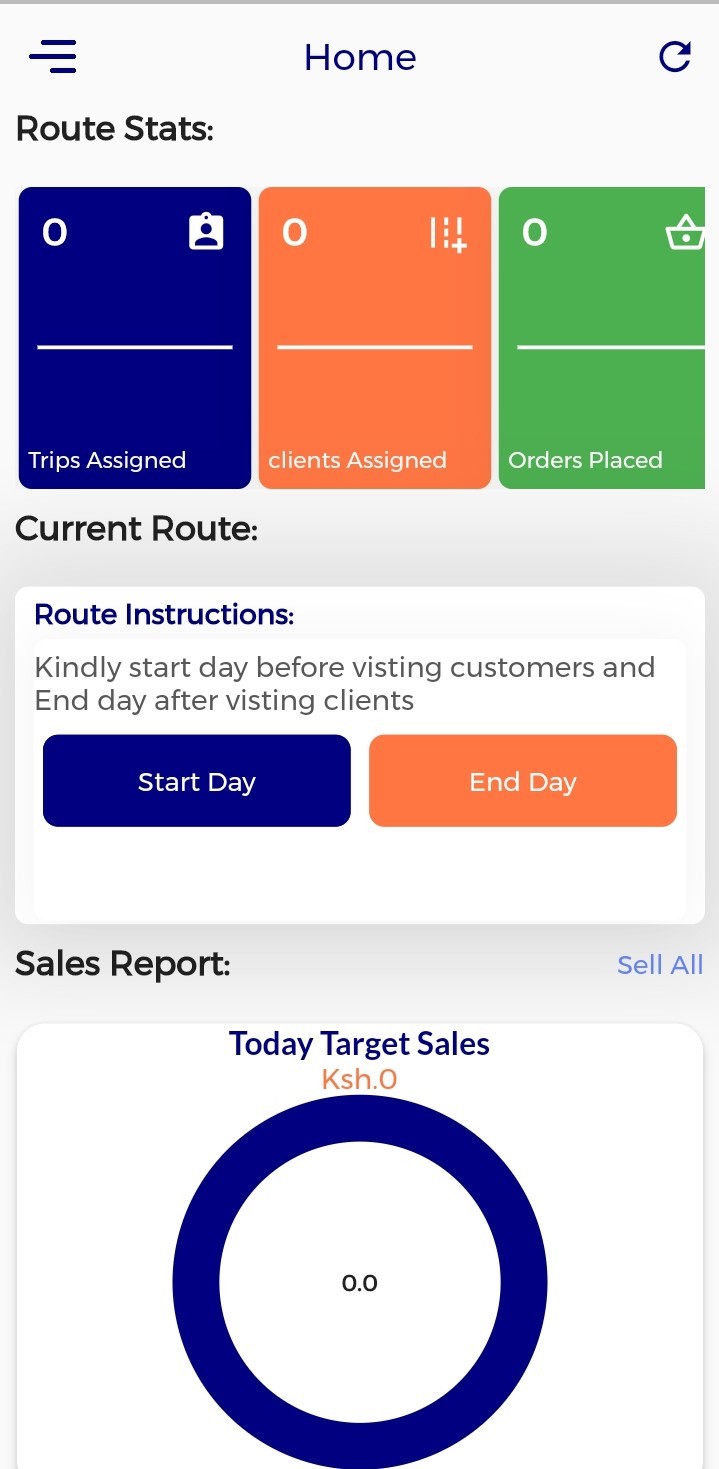 Home
Route Stats:
0
0
0
Trips Assigned
clients Assigned
Orders Placed
Current Route:
Route Instructions:
Kindly start day before visting customers and
End day after visting clients
Start Day
End Day
Sales Report:
Sell All
Today Target Sales
Ksh.0
0.0